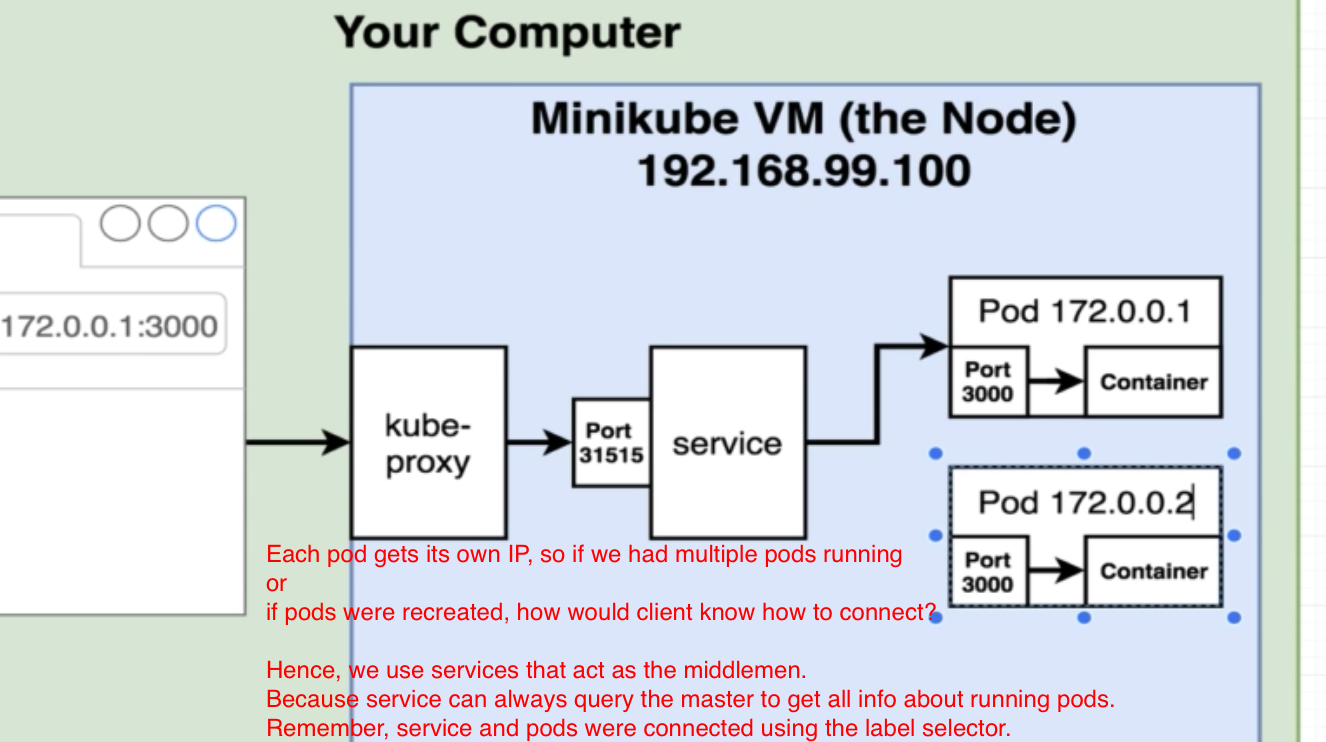 Your Computer
Minikube VM (the Node)
192.168.99.100
172.0.0.1:3000
kube-
proxy
Port
31515
service
Pod 172.0.0.1
Port
3000
Container
Pod 172.0.0.2
Port
3000
Container
Each pod gets its own IP, so if we had multiple pods running
or
if pods were recreated, how would client know how to connect?
Hence, we use services that act as the middlemen.
Because service can always query the master to get all info about running pods.
Remember, service and pods were connected using the label selector.